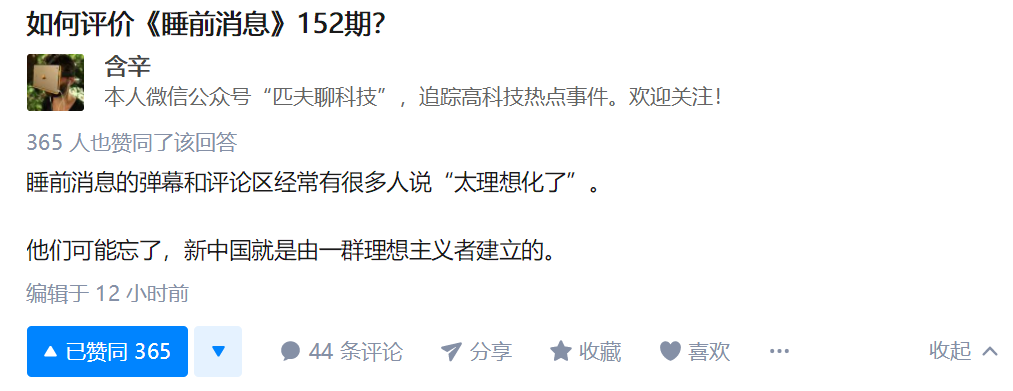 如何评价《睡前消息》152期？
含辛
本人微信公众号“匹夫聊科技”，追踪高科技热点事件。欢迎关注！
365 人也赞同了该回答
睡前消息的弹幕和评论区经常有很多人说“太理想化了”。
他们可能忘了，新中国就是由一群理想主义者建立的。
编辑于 12 小时前
已赞同 365 44 条评论 分享 收藏 喜欢 收起